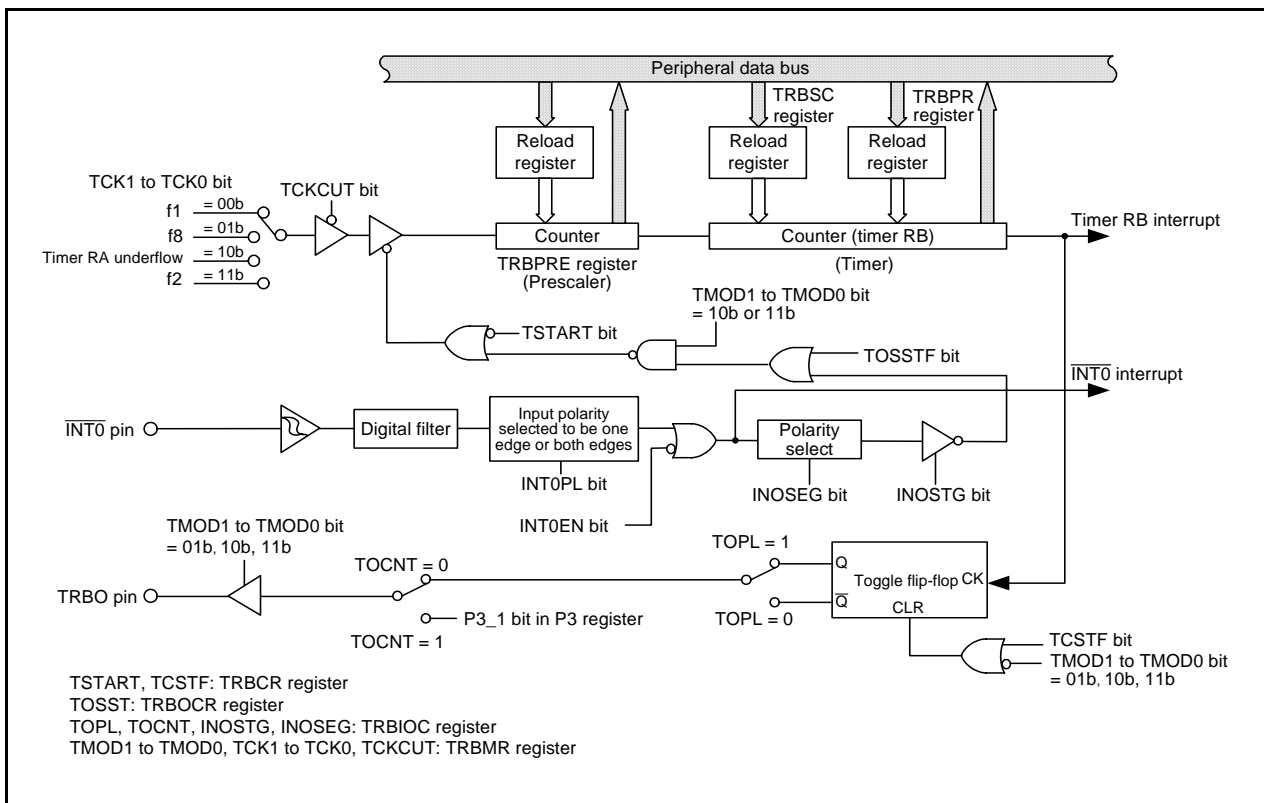 Peripheral data bus
TRBSC
register
TRBPR
register
Reload
register
Reload
register
Reload
register
TCK1 to TCK0 bit
TCKCUT bit
f1
= 00b
f8
= 01b
Timer RA underflow
= 10b
f2
= 11b
Counter
TRBPRE register
(Prescaler)
Counter (timer RB)
(Timer)
Timer RB interrupt
TMOD1 to TMOD0 bit
= 10b or 11b
TSTART bit
TOSSTF bit
INT0 interrupt
INT0 pin
Digital filter
Input polarity
selected to be one
edge or both edges
Polarity
select
INT0PL bit
INOSEG bit
INOSTG bit
INT0EN bit
TMOD1 to TMOD0 bit
= 01b, 10b, 11b
TOCNT = 0
TOPL = 1
Q
Toggle flip-flop
CK
Q
CLR
TRBO pin
P3_1 bit in P3 register
TOPL = 0
TOCNT = 1
TCSTF bit
TMOD1 to TMOD0 bit
= 01b, 10b, 11b
TSTART, TCSTF: TRBCR register
TOSST: TRBOCR register
TOPL, TOCNT, INOSTG, INOSEG: TRBIOC register
TMOD1 to TMOD0, TCK1 to TCK0, TCKCUT: TRBMR register